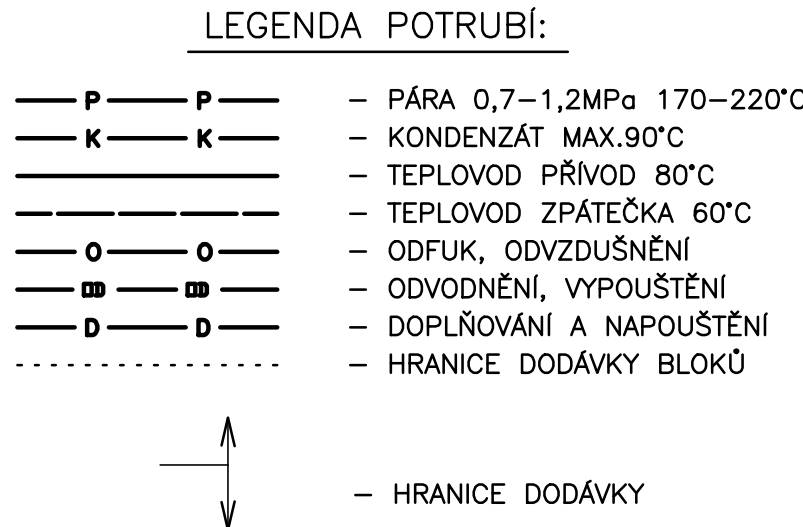 LEGENDA POTRUBÍ:
P P – PÁRA 0,7–1,2MPa 170–220°C
K K – KONDENZÁT MAX.90°C
– TEPLOVOD PŘÍVOD 80°C
– TEPLOVOD ZPÁTEČKA 60°C
O O – ODFUK, ODVZDUŠNĚNÍ
– ODVODNĚNÍ, VYPOUŠTĚNÍ
D D – DOPLŇOVÁNÍ A NAPOUŠTĚNÍ
– HRANICE DODÁVKY BLOKŮ
– HRANICE DODÁVKY